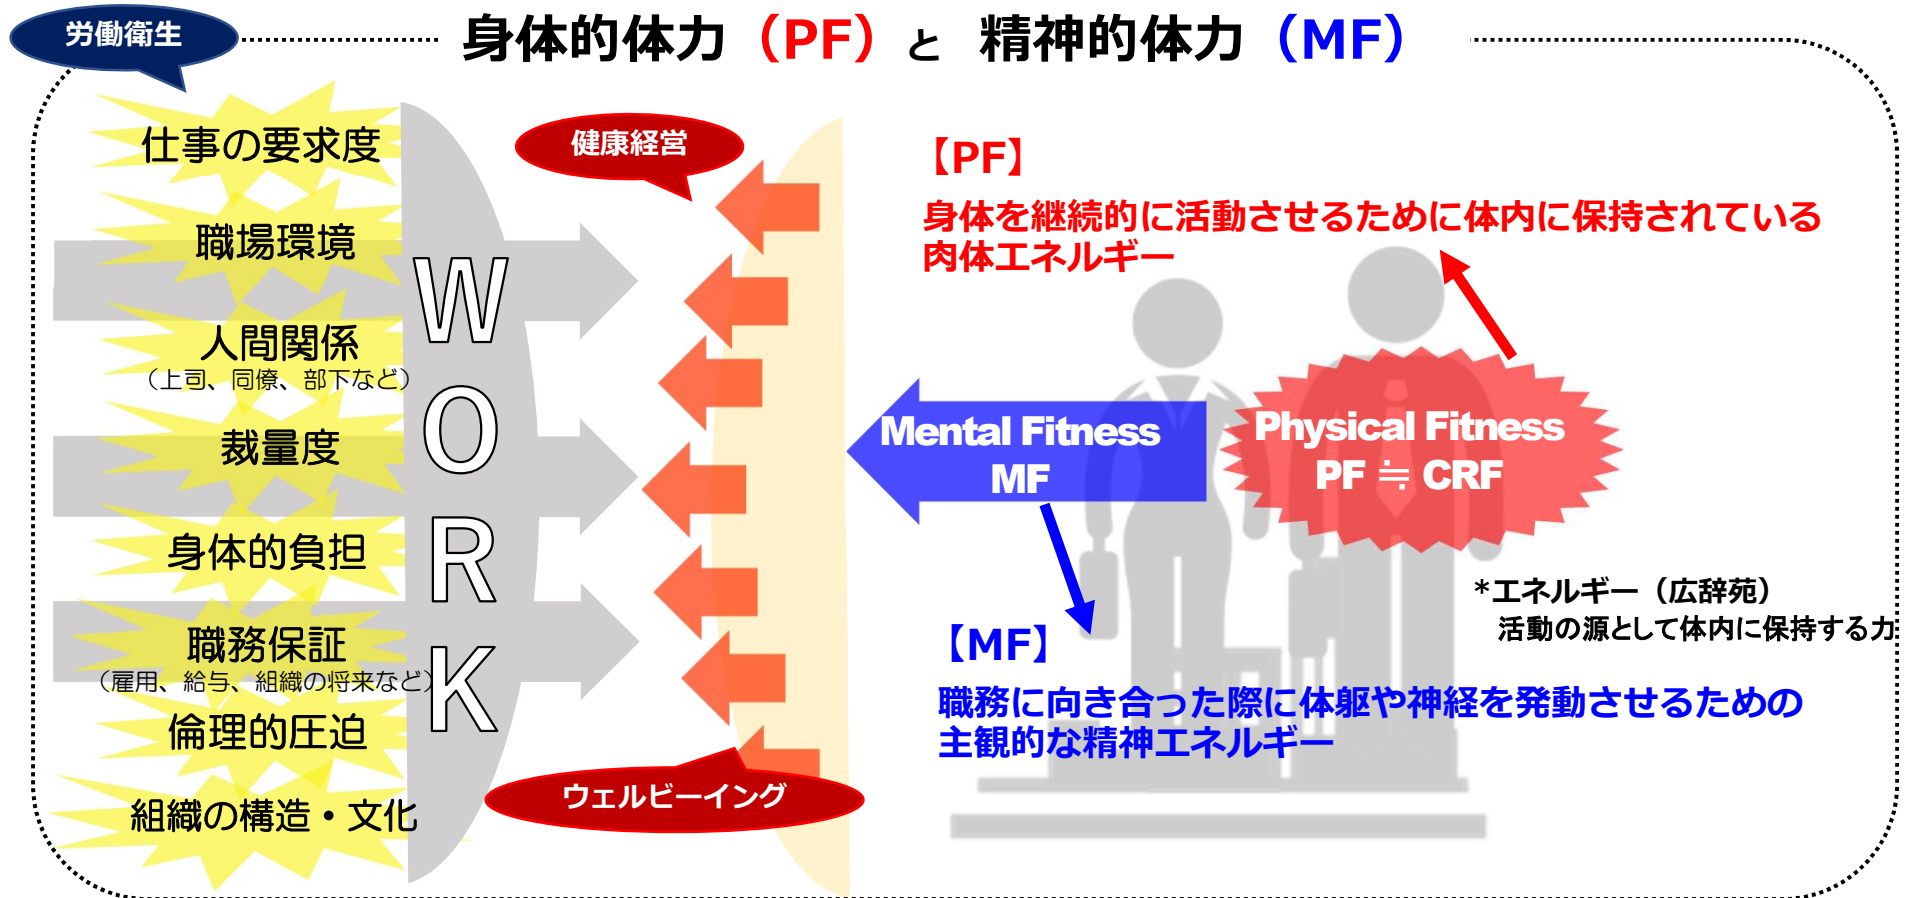 労働衛生
身体的体力（PF）と 精神的体力（MF）
仕事の要求度
職場環境
人間関係
（上司、同僚、部下など）
裁量度
身体的負担
職務保証
（雇用、給与、組織の将来など）
倫理的圧迫
組織の構造・文化
WORK
健康経営
ウェルビーイング
【PF】
身体を継続的に活動させるために体内に保持されている
肉体エネルギー
Mental Fitness
MF
Physical Fitness
PF ≒ CRF
*エネルギー（広辞苑）
活動の源として体内に保持する力
【MF】
職務に向き合った際に体躯や神経を発動させるための
主観的な精神エネルギー